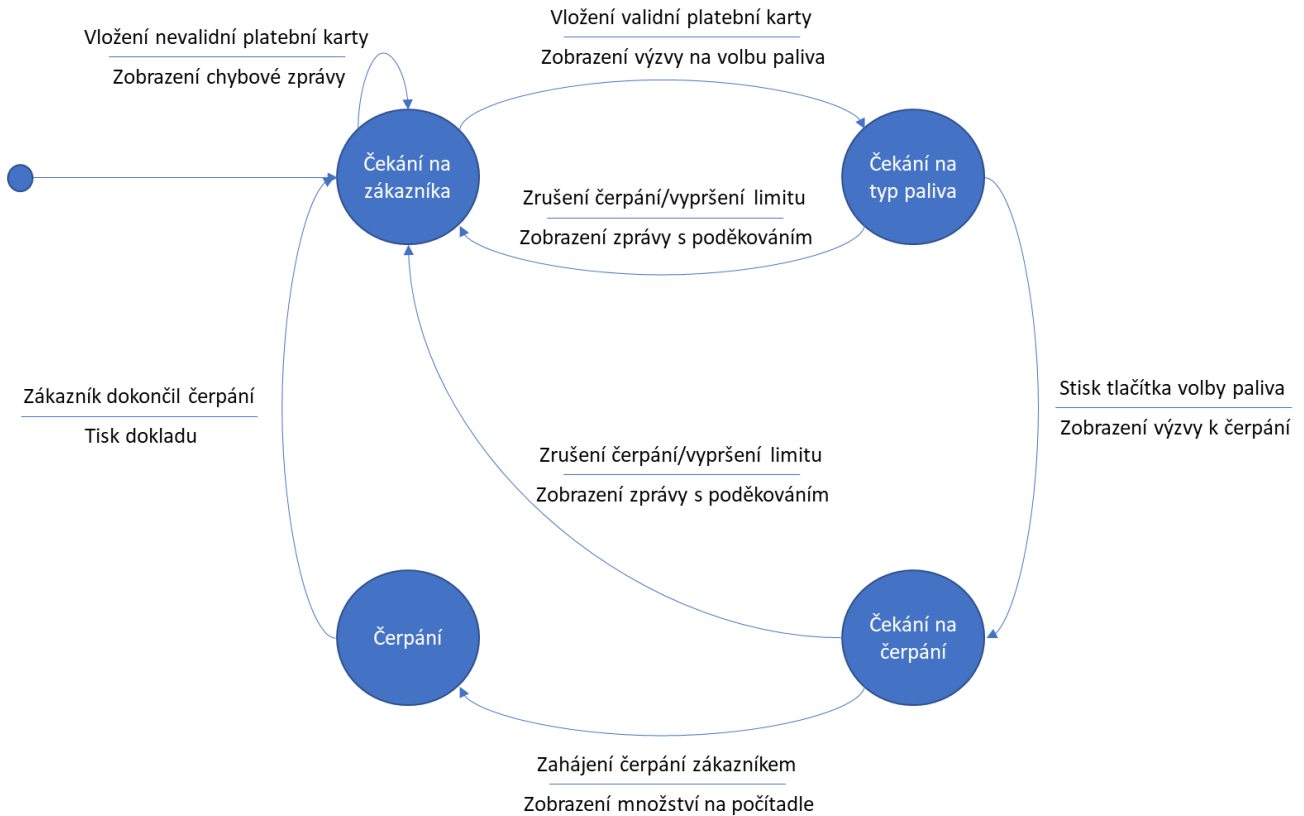 Vložení validní platební karty
Zobrazení výzvy na volbu paliva
Vložení nevalidní platební karty
Zobrazení chybové zprávy
Čekání na
zákazníka
Čekání na
typ paliva
Zrušení čerpání/vypršení limitu
Zobrazení zprávy s poděkováním
Zákazník dokončil čerpání
Tisk dokladu
Stisk tlačítka volby paliva
Zobrazení výzvy k čerpání
Zrušení čerpání/vypršení limitu
Zobrazení zprávy s poděkováním
Čerpání
Čekání na
čerpání
Zahájení čerpání zákazníkem
Zobrazení množství na počítadle